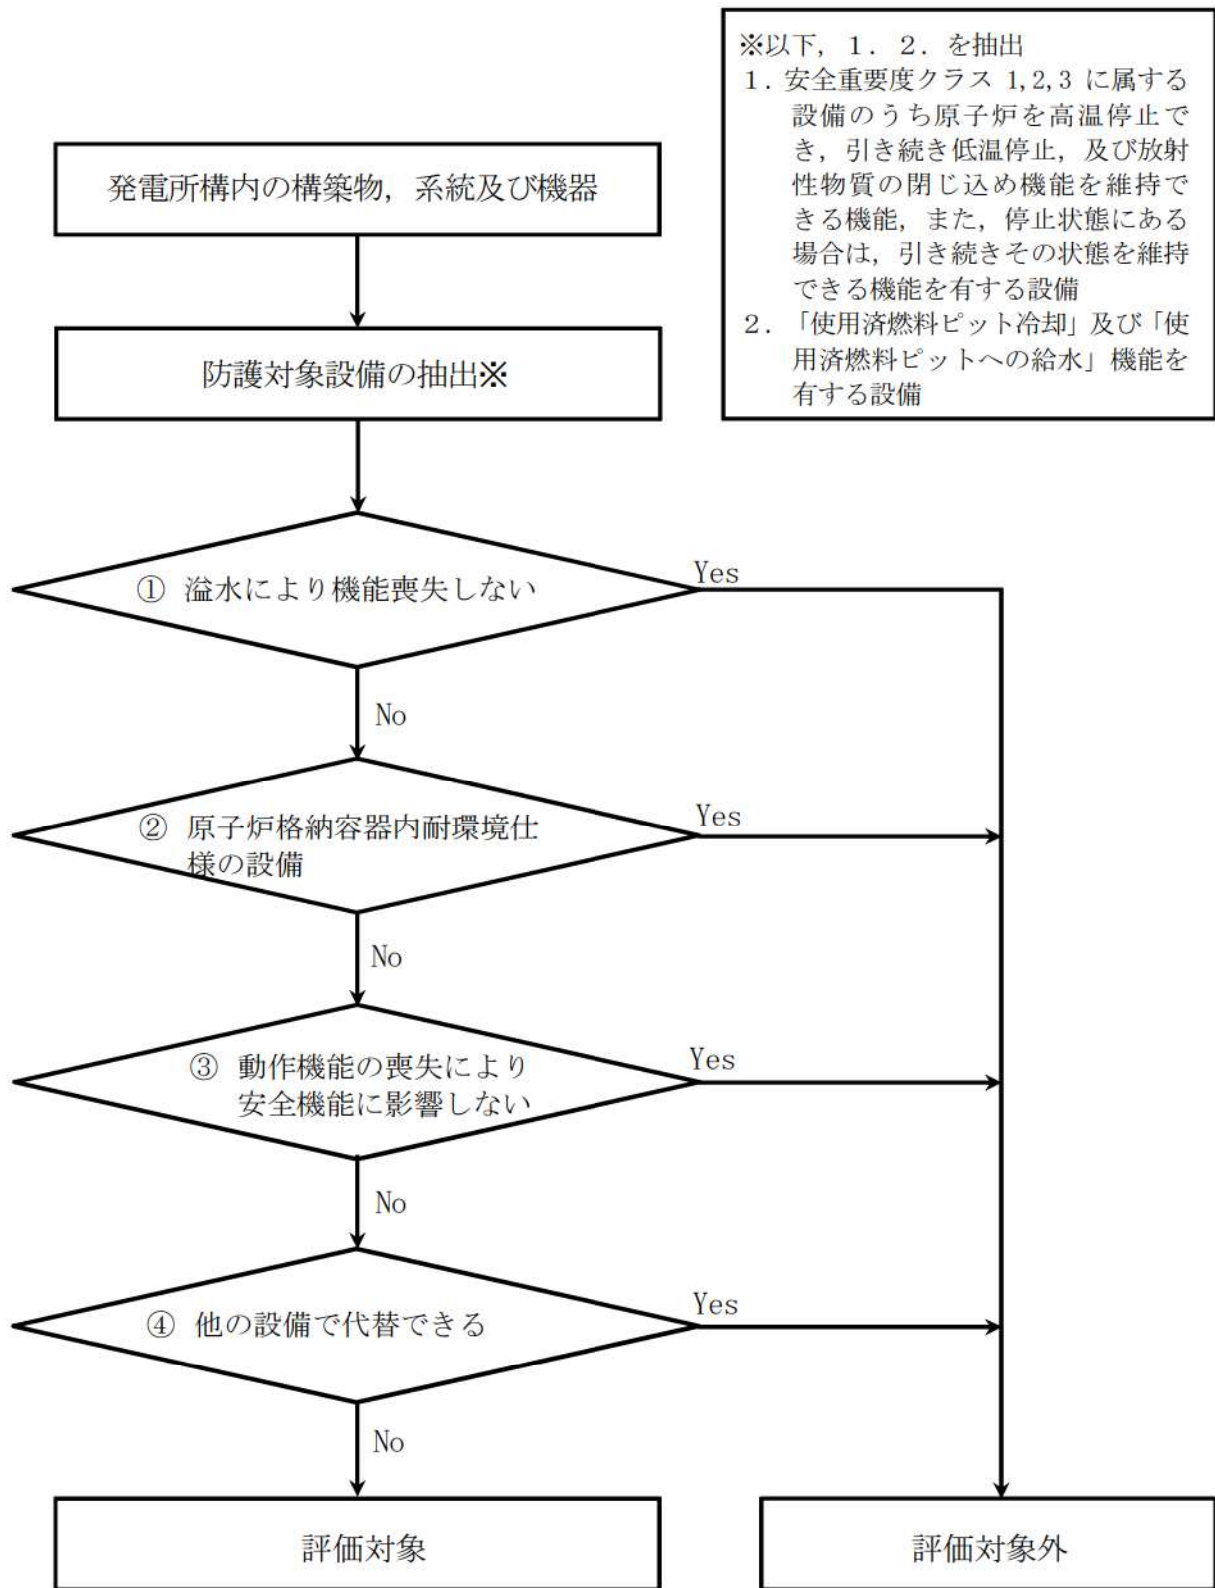 ※以下，１．２．を抽出
１．安全重要度クラス 1,2,3 に属する
設備のうち原子炉を高温停止で
き，引き続き低温停止，及び放射
性物質の閉じ込め機能を維持で
きる機能，また，停止状態にある
場合は，引き続きその状態を維持
できる機能を有する設備
２．「使用済燃料ピット冷却」及び「使
用済燃料ピットへの給水」機能を
有する設備
発電所構内の構築物，系統及び機器
防護対象設備の抽出※
① 溢水により機能喪失しない
Yes
No
② 原子炉格納容器内耐環境仕
様の設備
Yes
No
③ 動作機能の喪失により
安全機能に影響しない
Yes
No
④ 他の設備で代替できる
Yes
No
評価対象
評価対象外